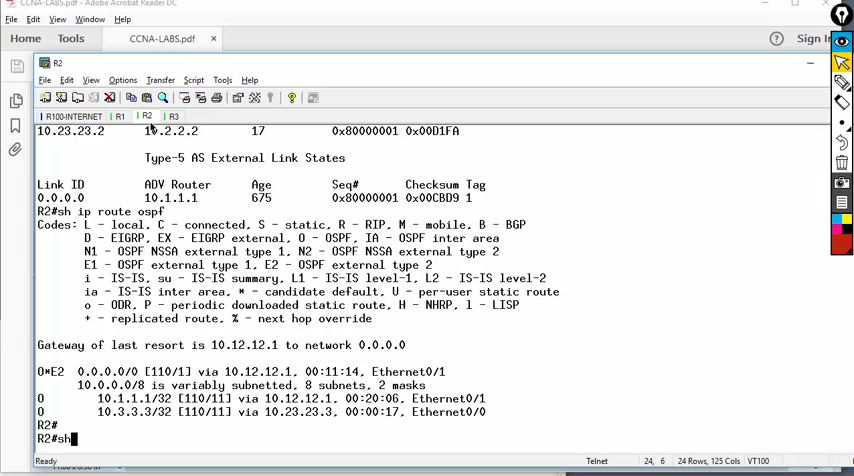 CCNA-LABS.pdf - Adobe Acrobat Reader DC
File Edit View Window Help
Home Tools CCNA-LABS.pdf × ? Sign In
R2
File Edit View Options Transfer Script Tools Help
R100-INTERNET R1 R2 R3
10.23.23.2 10.2.2.2 17 0x80000001 0x00D1FA
Type-5 AS External Link States
Link ID ADV Router Age Seq# Checksum Tag
0.0.0.0 10.1.1.1 675 0x80000001 0x00CBD9 1
R2#sh ip route ospf
Codes: L - local, C - connected, S - static, R - RIP, M - mobile, B - BGP
D - EIGRP, EX - EIGRP external, O - OSPF, IA - OSPF inter area
N1 - OSPF NSSA external type 1, N2 - OSPF NSSA external type 2
E1 - OSPF external type 1, E2 - OSPF external type 2
i - IS-IS, su - IS-IS summary, L1 - IS-IS level-1, L2 - IS-IS level-2
ia - IS-IS inter area, * - candidate default, U - per-user static route
o - ODR, P - periodic downloaded static route, H - NHRP, l - LISP
+ - replicated route, % - next hop override
Gateway of last resort is 10.12.12.1 to network 0.0.0.0
O*E2 0.0.0.0/0 [110/1] via 10.12.12.1, 00:11:14, Ethernet0/1
10.0.0.0/8 is variably subnetted, 8 subnets, 2 masks
O 10.1.1.1/32 [110/11] via 10.12.12.1, 00:20:06, Ethernet0/1
O 10.3.3.3/32 [110/11] via 10.23.23.3, 00:00:17, Ethernet0/0
R2#
R2#sh
Ready Telnet 24, 6 24 Rows, 125 Cols VT100